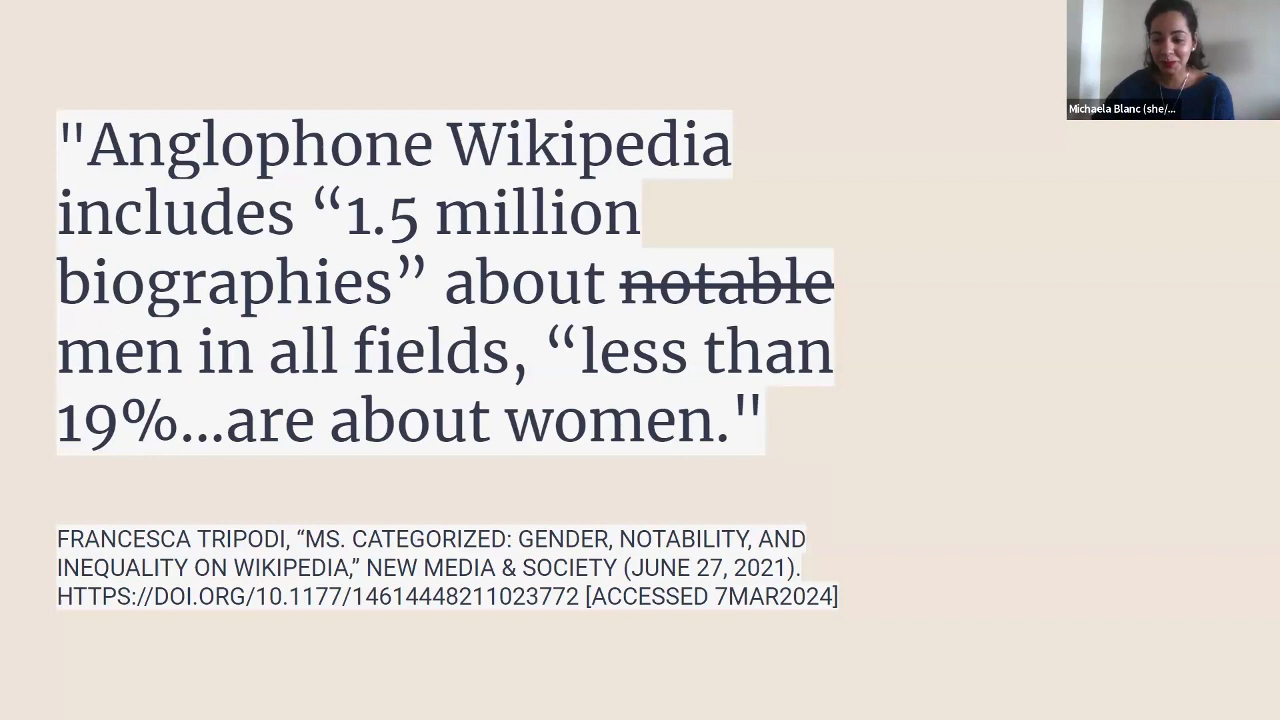 "Anglophone Wikipedia
includes “1.5 million
biographies” about notable
men in all fields, “less than
19%...are about women."
FRANCESCA TRIPODI, “MS. CATEGORIZED: GENDER, NOTABILITY, AND
INEQUALITY ON WIKIPEDIA,” NEW MEDIA & SOCIETY (JUNE 27, 2021).
HTTPS://DOI.ORG/10.1177/14614448211023772 [ACCESSED 7MAR2024]
Michaela Blanc (she/...